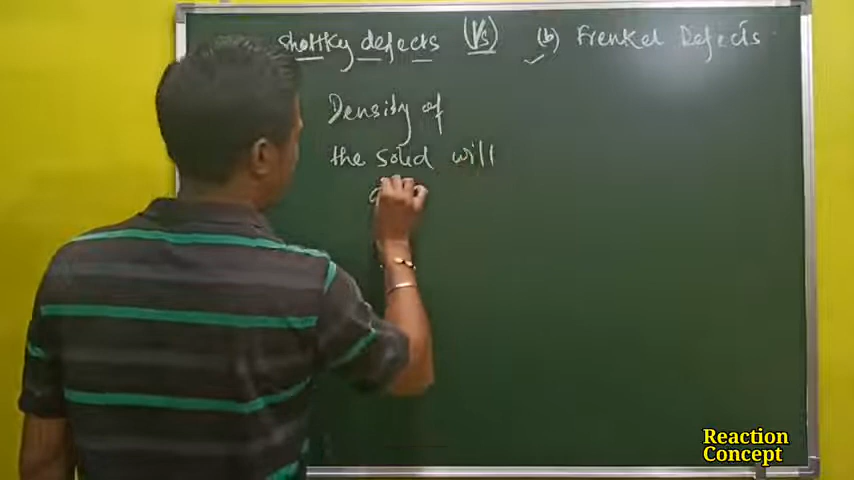 shottky defects (Vs) (b) Frenkel Defects
Density of
the solid will
Reaction
Concept